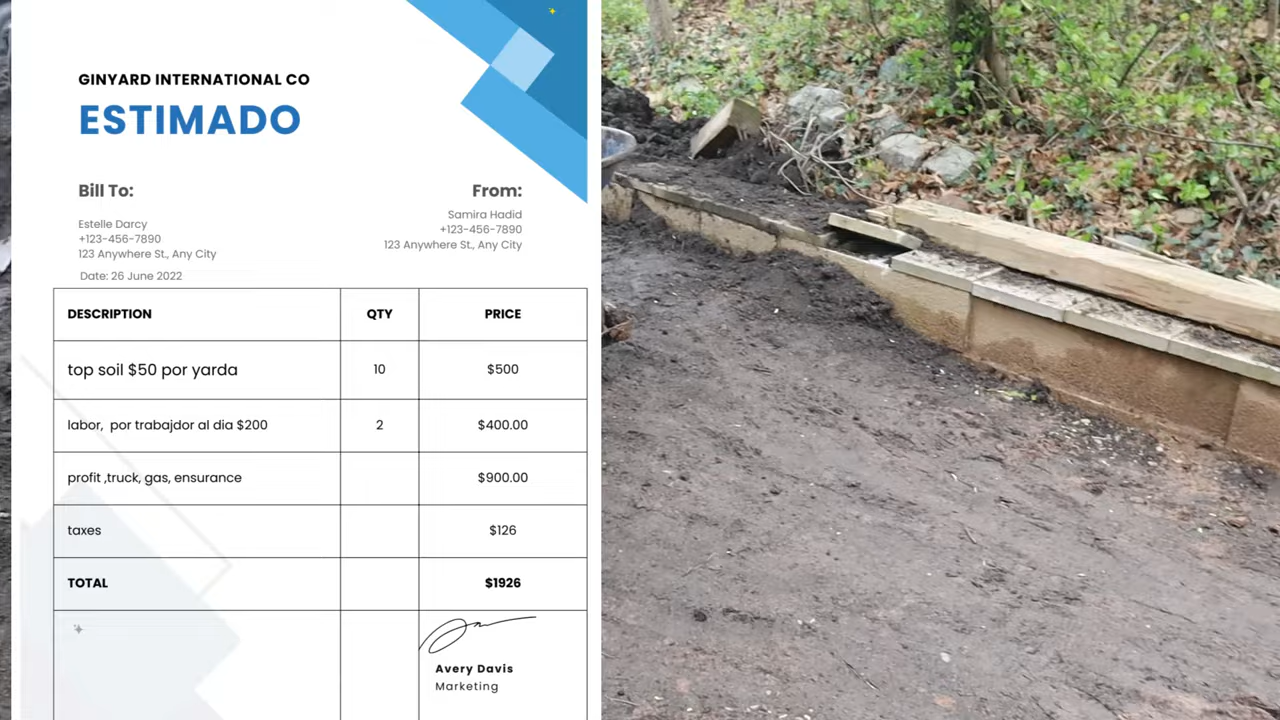 GINYARD INTERNATIONAL CO
ESTIMADO
Bill To:
Estelle Darcy
+123-456-7890
123 Anywhere St., Any City
Date: 26 June 2022
From:
Samira Hadid
+123-456-7890
123 Anywhere St., Any City
DESCRIPTION QTY PRICE
top soil $50 por yarda 10 $500
labor, por trabajdor al dia $200 2 $400.00
profit ,truck, gas, ensurance $900.00
taxes $126
TOTAL $1926
Avery Davis
Marketing